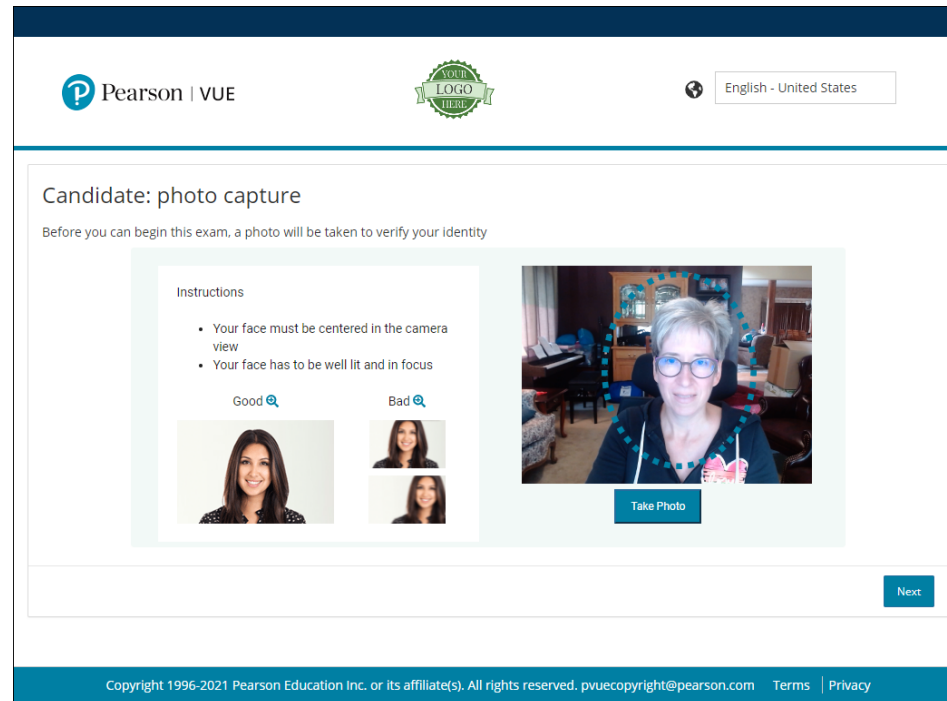 Pearson | VUE
YOUR
LOGO
HERE
English - United States
Candidate: photo capture
Before you can begin this exam, a photo will be taken to verify your identity
Instructions
• Your face must be centered in the camera
view
• Your face has to be well lit and in focus
Good
Bad
Take Photo
Next
Copyright 1996-2021 Pearson Education Inc. or its affiliate(s). All rights reserved. pvuecopyright@pearson.com Terms | Privacy